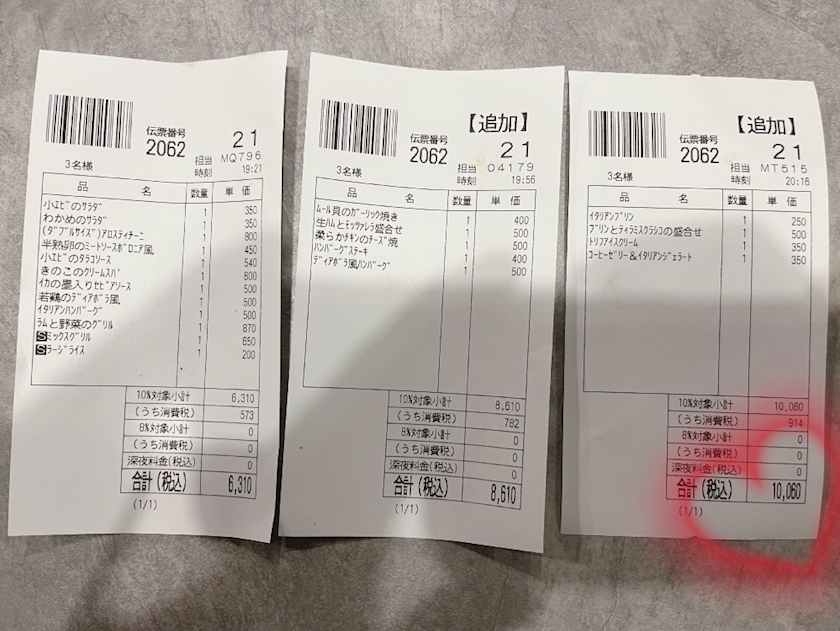 伝票番号 21
2062 担当 MQ796
3名様 時刻 19:21
品 名 数量 単 価
小エビのサラダ 1 350
わかめのサラダ 1 350
(ダブルサイズ)アロスティチーニ 1 800
半熟卵のミートソースボロニア風 1 450
小エビのタラコソース 1 540
きのこのクリームスパ 1 600
イカの墨入りセピアソース 1 500
若鶏のディアボラ風 1 500
イタリアンハンバーグ 1 500
ラムと野菜のグリル 1 870
Sミックスグリル 1 650
Sラージライス 1 200
10%対象小計 6,310
(うち消費税) 573
8%対象小計 0
(うち消費税) 0
深夜料金(税込) 0
合計(税込) 6,310
(1/1)
【追加】
伝票番号 21
2062 担当 04179
3名様 時刻 19:56
品 名 数量 単 価
ムール貝のガーリック焼き 1 400
生ハムとモッツァレラ盛合せ 1 500
柔らかチキンのチーズ焼 1 500
ハンバーグステーキ 1 400
ディアボラ風ハンバーグ 1 500
10%対象小計 8,610
(うち消費税) 782
8%対象小計 0
(うち消費税) 0
深夜料金(税込) 0
合計(税込) 8,610
(1/1)
【追加】
伝票番号 21
2062 担当 MT515
3名様 時刻 20:16
品 名 数量 単 価
イタリアンプリン 1 250
プリンとティラミスクラシコの盛合せ 1 500
トリフアイスクリーム 1 350
コーヒーゼリー&イタリアンジェラート 1 350
10%対象小計 10,060
(うち消費税) 914
8%対象小計 0
(うち消費税) 0
深夜料金(税込) 0
合計(税込) 10,060
(1/1)